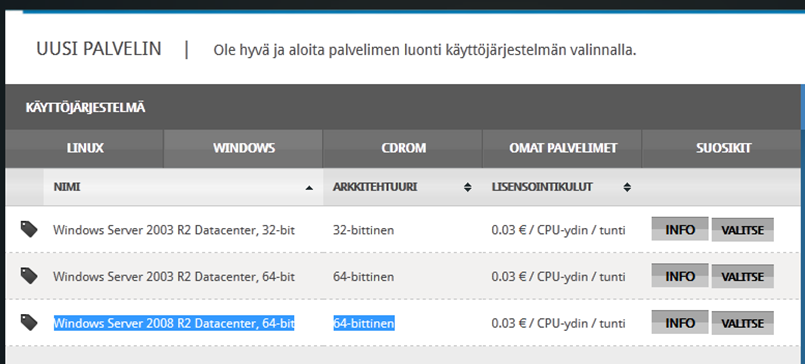 UUSI PALVELIN | Ole hyvä ja aloita palvelimen luonti käyttöjärjestelmän valinnalla.
KÄYTTÖJÄRJESTELMÄ
LINUX WINDOWS CDROM OMAT PALVELIMET SUOSIKIT
NIMI ARKKITEHTUURI LISENSOINTIKULUT
Windows Server 2003 R2 Datacenter, 32-bit 32-bittinen 0.03 € / CPU-ydin / tunti INFO VALITSE
Windows Server 2003 R2 Datacenter, 64-bit 64-bittinen 0.03 € / CPU-ydin / tunti INFO VALITSE
Windows Server 2008 R2 Datacenter, 64-bit 64-bittinen 0.03 € / CPU-ydin / tunti INFO VALITSE